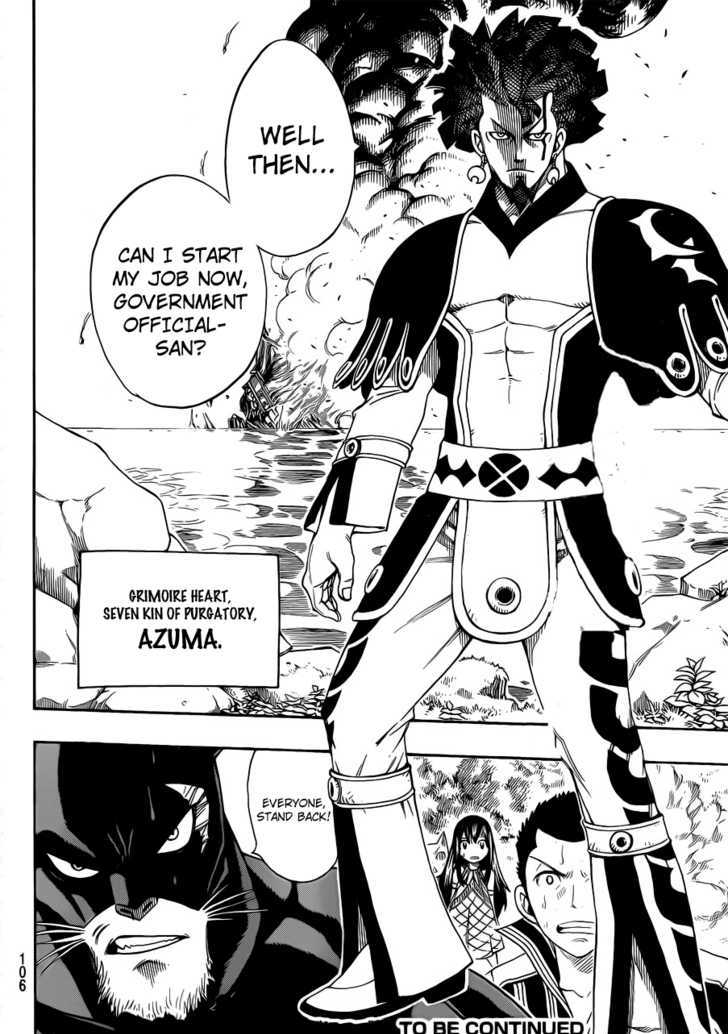 WELL
THEN...
CAN I START
MY JOB NOW,
GOVERNMENT
OFFICIAL-
SAN?
GRIMOIRE HEART,
SEVEN KIN OF PURGATORY,
AZUMA.
EVERYONE,
STAND BACK!
106
TO BE CONTINUED